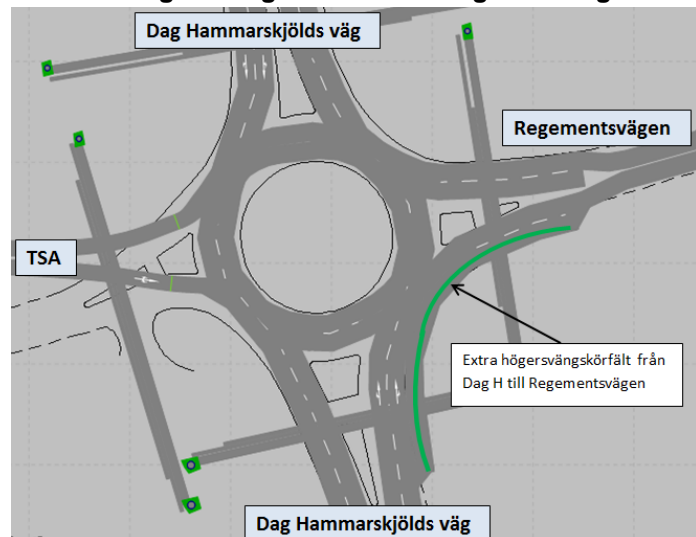 Dag Hammarskjölds väg
Regementsvägen
TSA
Extra högersvängskörfält från
Dag H till Regementsvägen
Dag Hammarskjölds väg